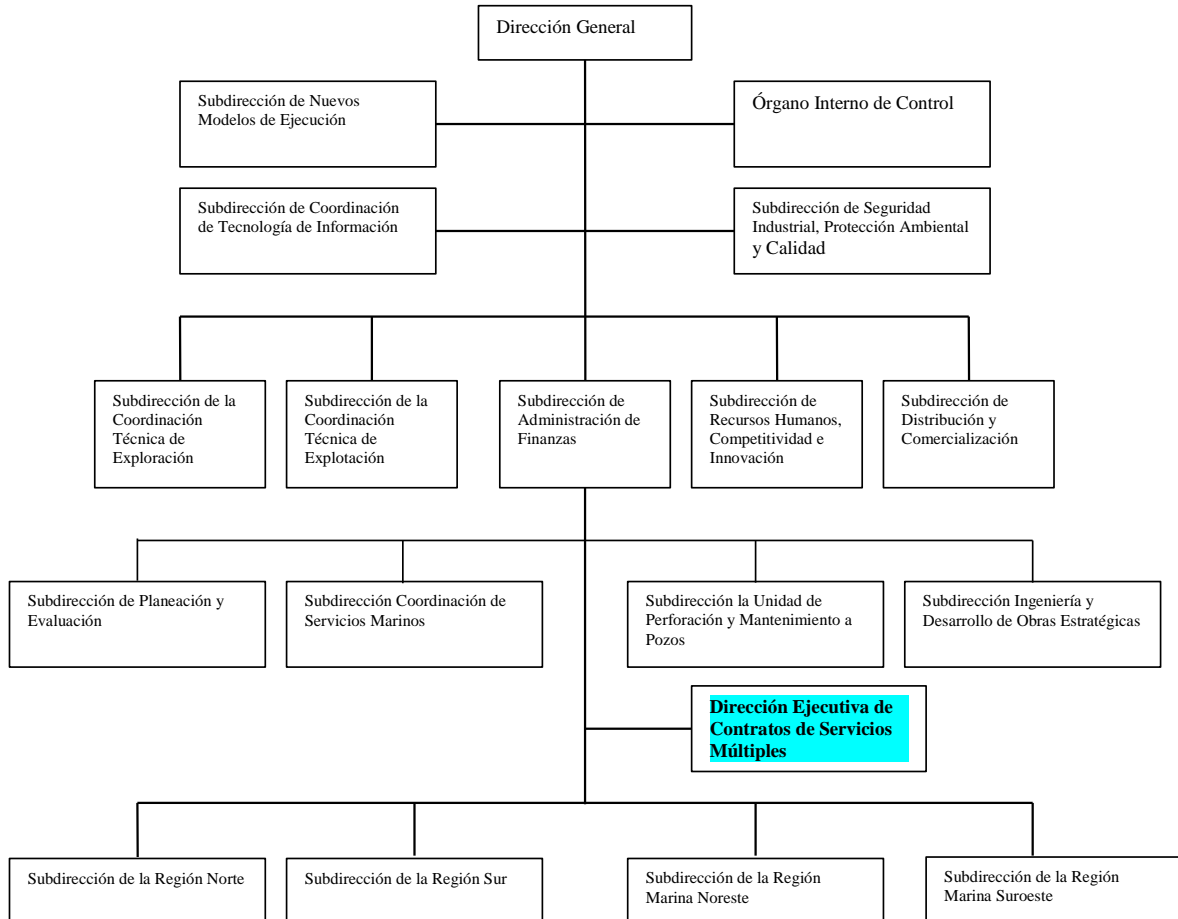 Dirección General
Subdirección de Nuevos
Modelos de Ejecución
Órgano Interno de Control
Subdirección de Coordinación
de Tecnología de Información
Subdirección de Seguridad
Industrial, Protección Ambiental
y Calidad
Subdirección de la
Coordinación
Técnica de
Exploración
Subdirección de la
Coordinación
Técnica de
Explotación
Subdirección de
Administración de
Finanzas
Subdirección de
Recursos Humanos,
Competitividad e
Innovación
Subdirección de
Distribución y
Comercialización
Subdirección de Planeación y
Evaluación
Subdirección Coordinación de
Servicios Marinos
Subdirección la Unidad de
Perforación y Mantenimiento a
Pozos
Subdirección Ingeniería y
Desarrollo de Obras Estratégicas
Dirección Ejecutiva de
Contratos de Servicios
Múltiples
Subdirección de la Región Norte
Subdirección de la Región Sur
Subdirección de la Región
Marina Noreste
Subdirección de la Región
Marina Suroeste